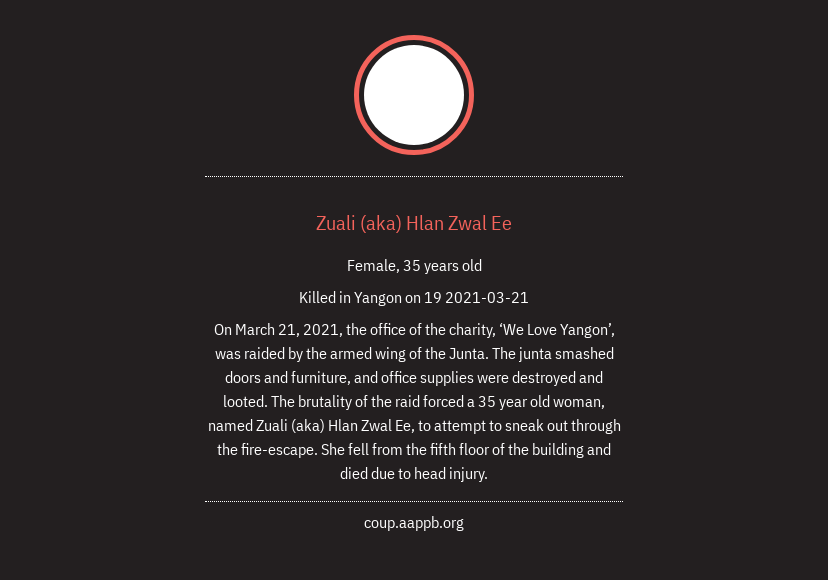 Zuali (aka) Hlan Zwal Ee
Female, 35 years old
Killed in Yangon on 19 2021-03-21
On March 21, 2021, the office of the charity, ‘We Love Yangon’,
was raided by the armed wing of the Junta. The junta smashed
doors and furniture, and office supplies were destroyed and
looted. The brutality of the raid forced a 35 year old woman,
named Zuali (aka) Hlan Zwal Ee, to attempt to sneak out through
the fire-escape. She fell from the fifth floor of the building and
died due to head injury.
coup.aappb.org